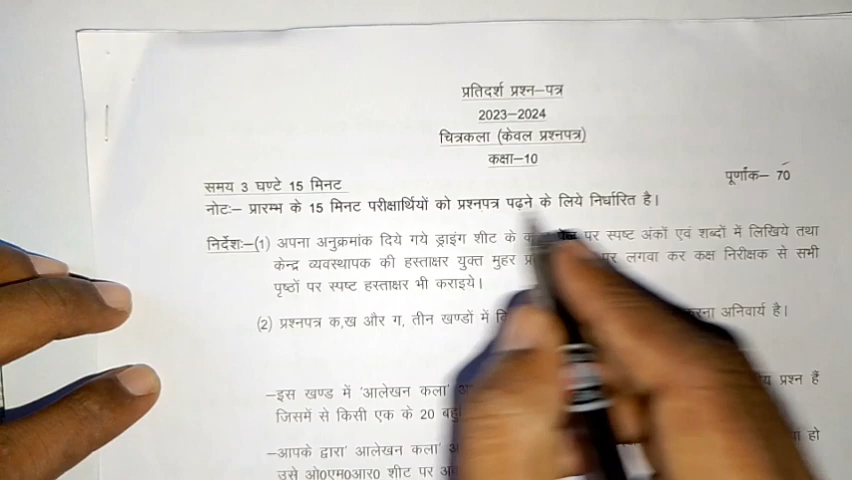 प्रतिदर्श प्रश्न–पत्र
2023–2024
चित्रकला (केवल प्रश्नपत्र)
कक्षा–10
समय 3 घण्टे 15 मिनट
पूर्णांक– 70
नोटः– प्रारम्भ के 15 मिनट परीक्षार्थियों को प्रश्नपत्र पढ़ने के लिये निर्धारित है।
निर्देशः–(1) अपना अनुक्रमांक दिये गये ड्राइंग शीट के पर स्पष्ट अंकों एवं शब्दों में लिखिये तथा
केन्द्र व्यवस्थापक की हस्ताक्षर युक्त मुहर पर लगवा कर कक्ष निरीक्षक से सभी
पृष्ठों पर स्पष्ट हस्ताक्षर भी कराइये।
(2) प्रश्नपत्र क,ख और ग, तीन खण्डों में अनिवार्य है।
–इस खण्ड में 'आलेखन कला' प्रश्न हैं
जिसमें से किसी एक के 20
–आपके द्वारा' आलेखन कला' हो
उसे ओ0एम0आर0 शीट पर